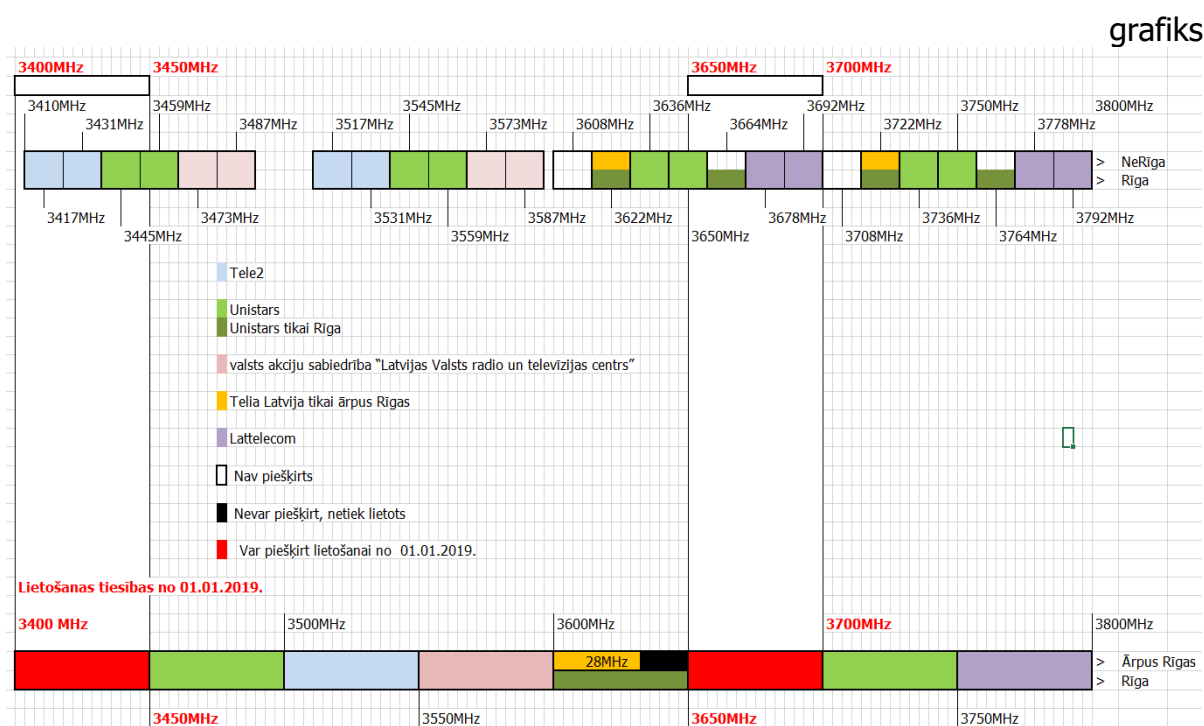 grafiks
3400MHz 3450MHz 3650MHz 3700MHz
3410MHz 3459MHz 3545MHz 3636MHz 3692MHz 3750MHz 3800MHz
3431MHz 3487MHz 3517MHz 3573MHz 3608MHz 3664MHz 3722MHz 3778MHz
> NeRīga
> Rīga
3417MHz 3473MHz 3531MHz 3587MHz 3622MHz 3678MHz 3736MHz 3792MHz
3445MHz 3559MHz 3650MHz 3708MHz 3764MHz
Tele2
Unistars
Unistars tikai Rīga
valsts akciju sabiedrība “Latvijas Valsts radio un televīzijas centrs”
Telia Latvija tikai ārpus Rīgas
Lattelecom
Nav piešķirts
Nevar piešķirt, netiek lietots
Var piešķirt lietošanai no 01.01.2019.
Lietošanas tiesības no 01.01.2019.
3400 MHz 3500MHz 3600MHz 3700MHz 3800MHz
28MHz > Ārpus Rīgas
> Rīga
3450MHz 3550MHz 3650MHz 3750MHz